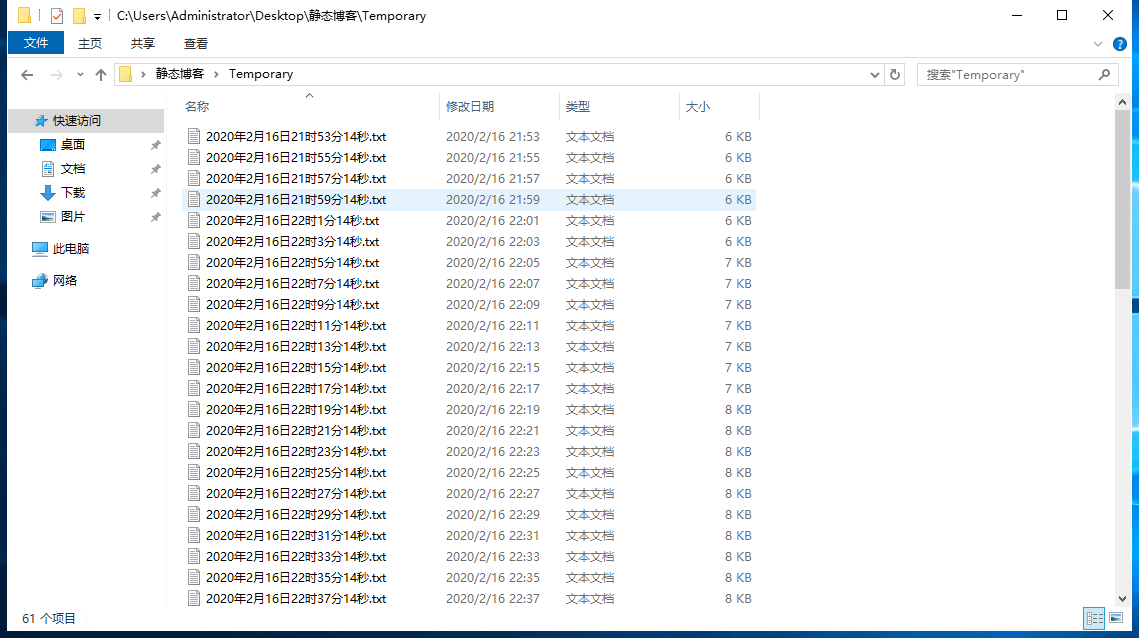 C:\Users\Administrator\Desktop\静态博客\Temporary
文件 主页 共享 查看
静态博客 Temporary 搜索"Temporary"
名称 修改日期 类型 大小
快速访问
桌面
文档
下载
图片
此电脑
网络
2020年2月16日21时53分14秒.txt 2020/2/16 21:53 文本文档 6 KB
2020年2月16日21时55分14秒.txt 2020/2/16 21:55 文本文档 6 KB
2020年2月16日21时57分14秒.txt 2020/2/16 21:57 文本文档 6 KB
2020年2月16日21时59分14秒.txt 2020/2/16 21:59 文本文档 6 KB
2020年2月16日22时1分14秒.txt 2020/2/16 22:01 文本文档 6 KB
2020年2月16日22时3分14秒.txt 2020/2/16 22:03 文本文档 6 KB
2020年2月16日22时5分14秒.txt 2020/2/16 22:05 文本文档 7 KB
2020年2月16日22时7分14秒.txt 2020/2/16 22:07 文本文档 7 KB
2020年2月16日22时9分14秒.txt 2020/2/16 22:09 文本文档 7 KB
2020年2月16日22时11分14秒.txt 2020/2/16 22:11 文本文档 7 KB
2020年2月16日22时13分14秒.txt 2020/2/16 22:13 文本文档 7 KB
2020年2月16日22时15分14秒.txt 2020/2/16 22:15 文本文档 7 KB
2020年2月16日22时17分14秒.txt 2020/2/16 22:17 文本文档 7 KB
2020年2月16日22时19分14秒.txt 2020/2/16 22:19 文本文档 8 KB
2020年2月16日22时21分14秒.txt 2020/2/16 22:21 文本文档 8 KB
2020年2月16日22时23分14秒.txt 2020/2/16 22:23 文本文档 8 KB
2020年2月16日22时25分14秒.txt 2020/2/16 22:25 文本文档 8 KB
2020年2月16日22时27分14秒.txt 2020/2/16 22:27 文本文档 8 KB
2020年2月16日22时29分14秒.txt 2020/2/16 22:29 文本文档 8 KB
2020年2月16日22时31分14秒.txt 2020/2/16 22:31 文本文档 8 KB
2020年2月16日22时33分14秒.txt 2020/2/16 22:33 文本文档 8 KB
2020年2月16日22时35分14秒.txt 2020/2/16 22:35 文本文档 8 KB
2020年2月16日22时37分14秒.txt 2020/2/16 22:37 文本文档 8 KB
61 个项目